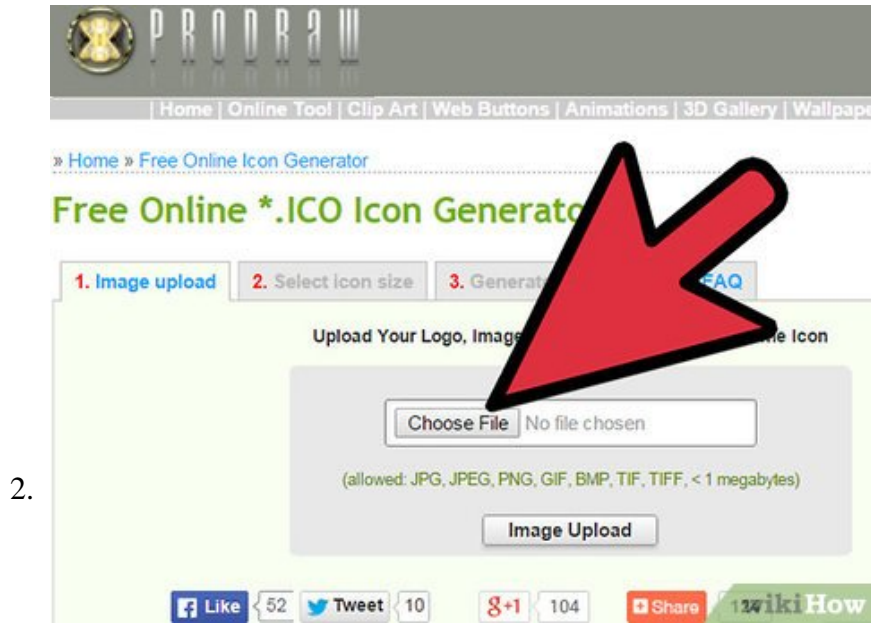 PRODRAW
| Home | Online Tool | Clip Art | Web Buttons | Animations | 3D Gallery | Wallpape
» Home » Free Online Icon Generator
Free Online *.ICO Icon Generato
1. Image upload 2. Select icon size 3. Generat FAQ
Upload Your Logo, Image Icon
Choose File No file chosen
(allowed: JPG, JPEG, PNG, GIF, BMP, TIF, TIFF, < 1 megabytes)
2.
Image Upload
Like 52 Tweet 10 g+1 104 Share wikiHow